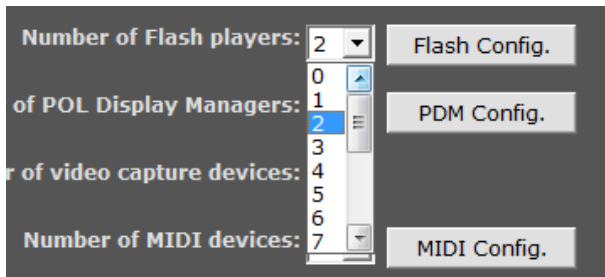 Number of Flash players: 2 Flash Config.
0
of POL Display Managers: 1 PDM Config.
2
3
r of video capture devices: 4
5
6
Number of MIDI devices: 7 MIDI Config.